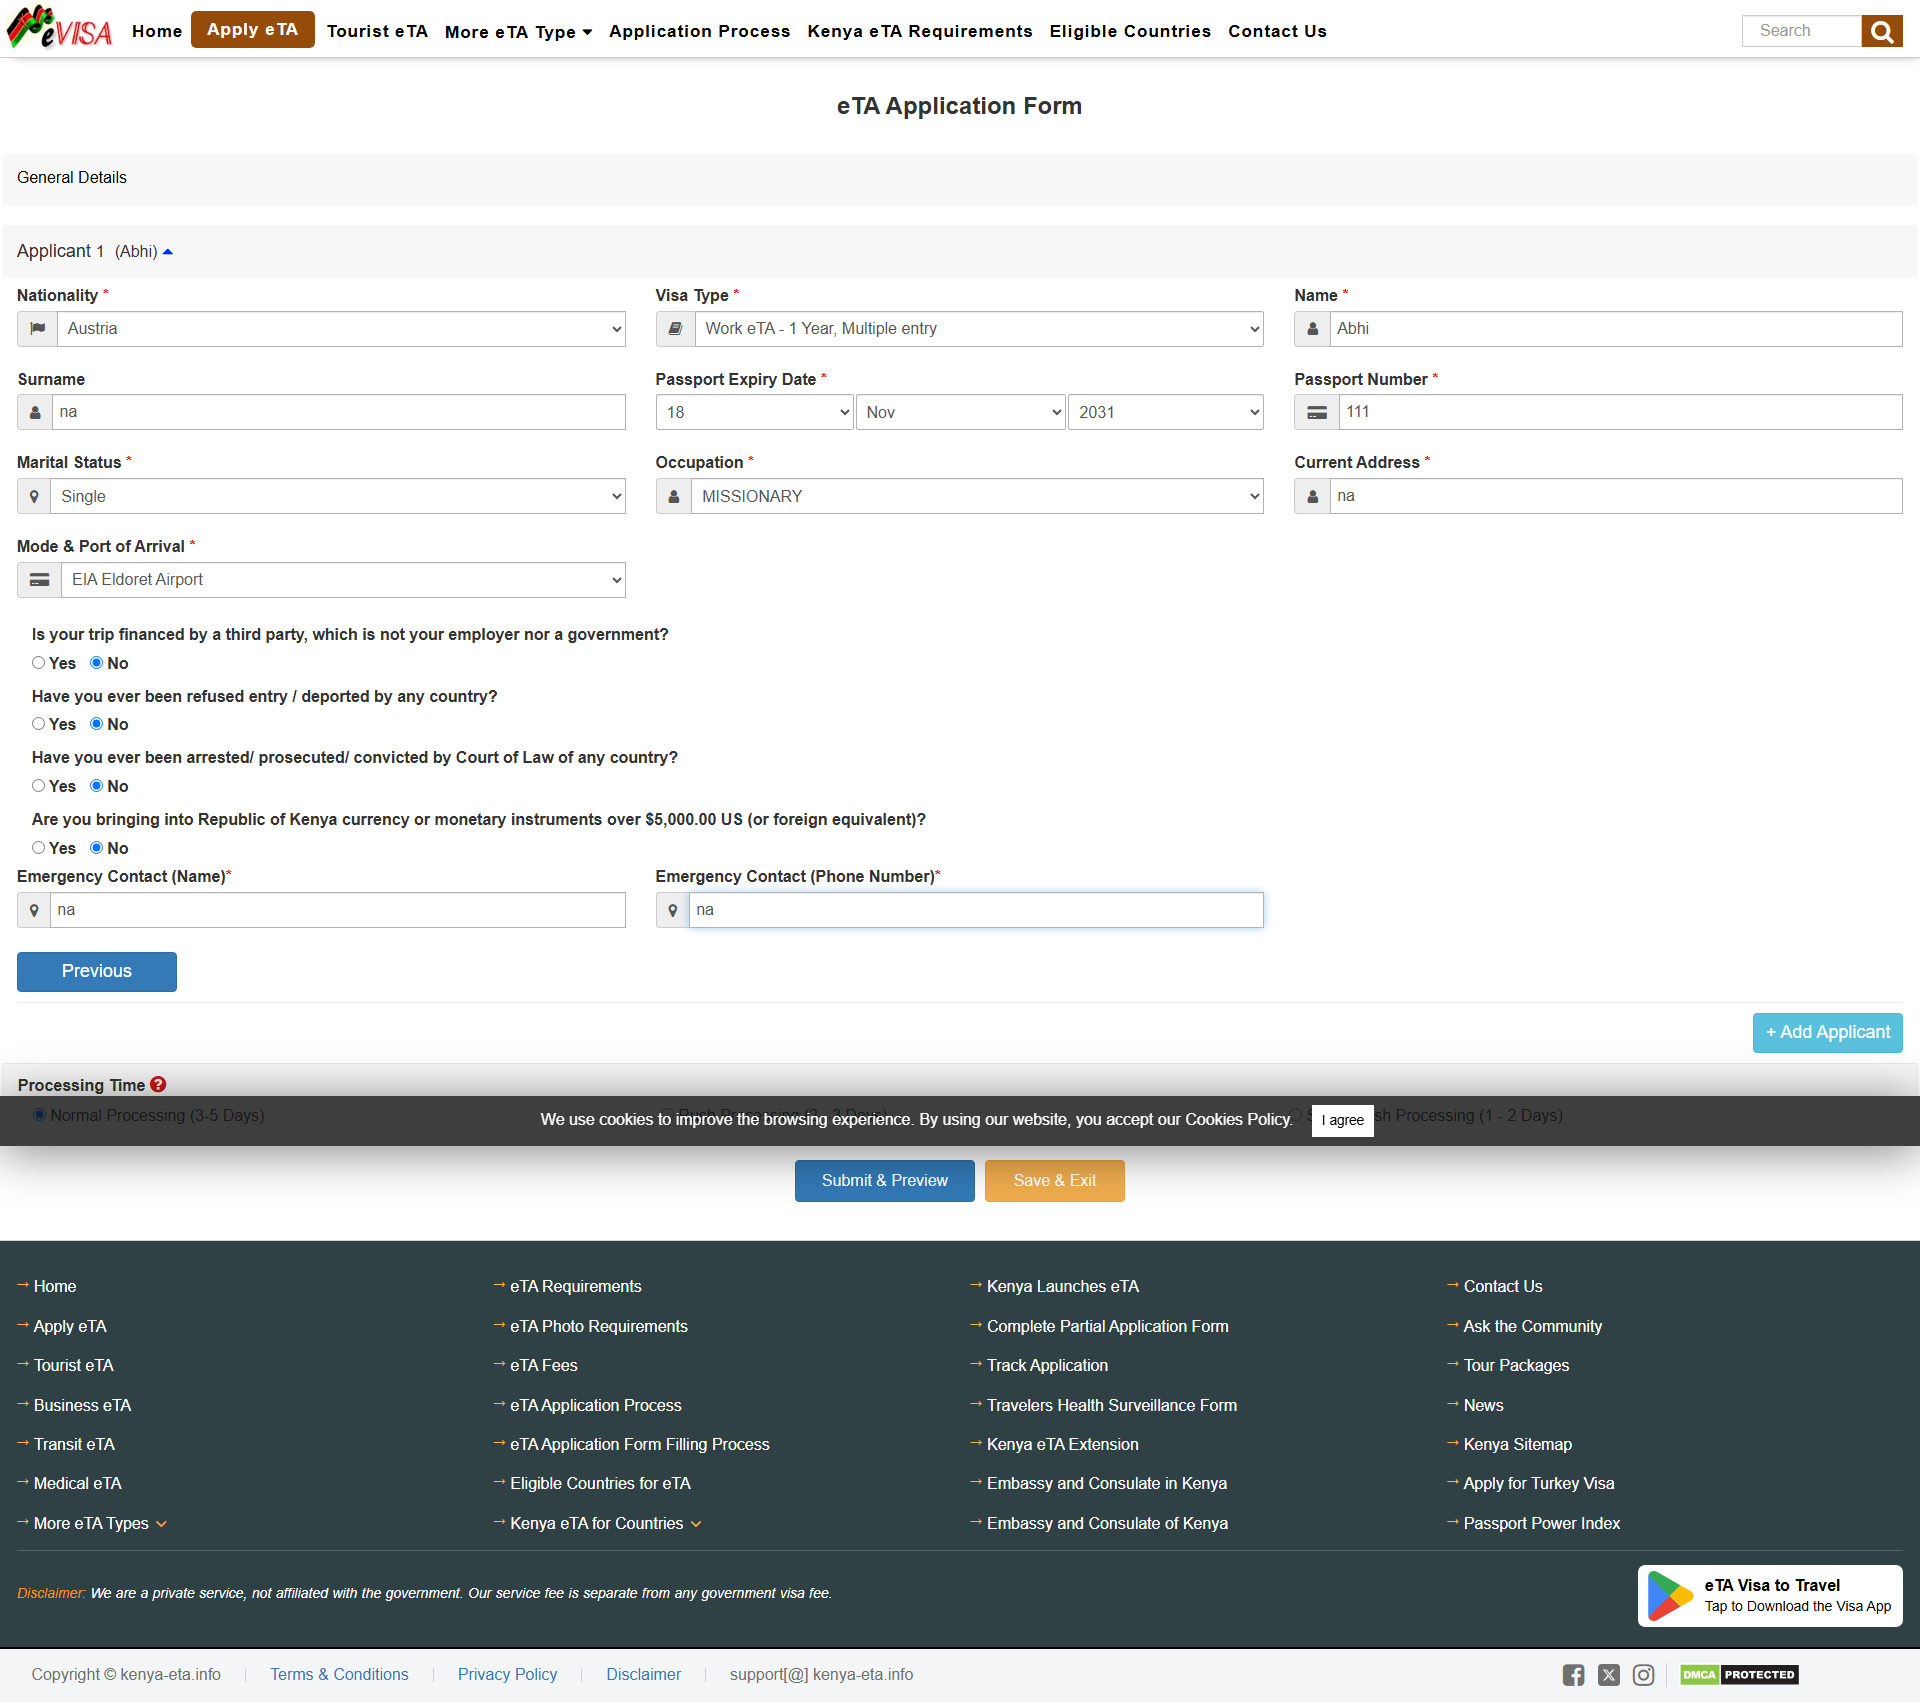 eVISA
Home Apply eTA Tourist eTA More eTA Type Application Process Kenya eTA Requirements Eligible Countries Contact Us Search
eTA Application Form
General Details
Applicant 1 (Abhi)
Nationality * Visa Type * Name *
Austria Work eTA - 1 Year, Multiple entry Abhi
Surname Passport Expiry Date * Passport Number *
na 18 Nov 2031 111
Marital Status * Occupation * Current Address *
Single MISSIONARY na
Mode & Port of Arrival *
EIA Eldoret Airport
Is your trip financed by a third party, which is not your employer nor a government?
Yes No
Have you ever been refused entry / deported by any country?
Yes No
Have you ever been arrested/ prosecuted/ convicted by Court of Law of any country?
Yes No
Are you bringing into Republic of Kenya currency or monetary instruments over $5,000.00 US (or foreign equivalent)?
Yes No
Emergency Contact (Name)* Emergency Contact (Phone Number)*
na na
Previous
+ Add Applicant
Processing Time ?
Normal Processing (3-5 Days) Processing (1 - 2 Days)
We use cookies to improve the browsing experience. By using our website, you accept our Cookies Policy. I agree
Submit & Preview Save & Exit
→ Home → eTA Requirements → Kenya Launches eTA → Contact Us
→ Apply eTA → eTA Photo Requirements → Complete Partial Application Form → Ask the Community
→ Tourist eTA → eTA Fees → Track Application → Tour Packages
→ Business eTA → eTA Application Process → Travelers Health Surveillance Form → News
→ Transit eTA → eTA Application Form Filling Process → Kenya eTA Extension → Kenya Sitemap
→ Medical eTA → Eligible Countries for eTA → Embassy and Consulate in Kenya → Apply for Turkey Visa
→ More eTA Types → Kenya eTA for Countries → Embassy and Consulate of Kenya → Passport Power Index
Disclaimer: We are a private service, not affiliated with the government. Our service fee is separate from any government visa fee.
eTA Visa to Travel
Tap to Download the Visa App
Copyright © kenya-eta.info Terms & Conditions Privacy Policy Disclaimer support[@] kenya-eta.info DMCA PROTECTED